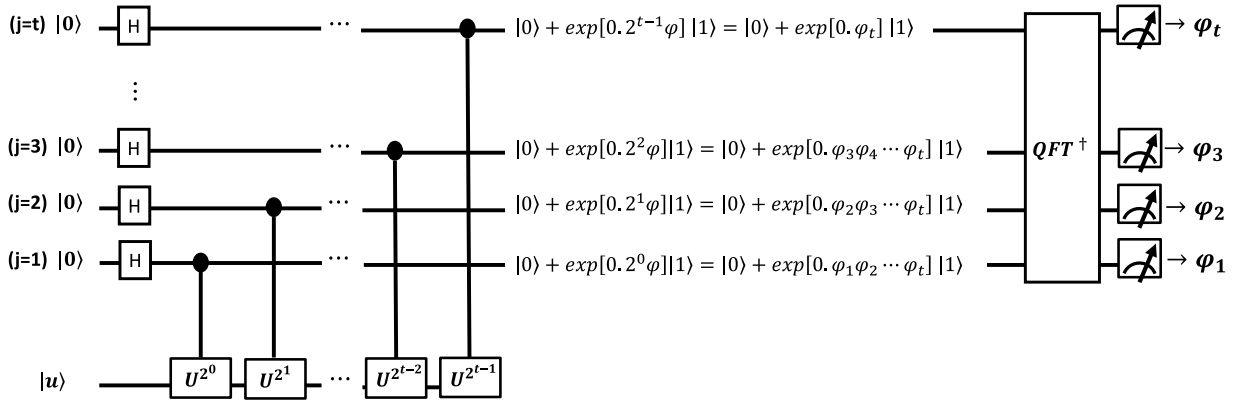 (j=t) |0⟩ H ⋯ |0⟩ + exp[0. 2^{t−1}φ] |1⟩ = |0⟩ + exp[0. φ_t] |1⟩ → φ_t
⋮ ⋮
(j=3) |0⟩ H ⋯ |0⟩ + exp[0. 2^2φ]|1⟩ = |0⟩ + exp[0. φ_3φ_4 ⋯ φ_t] |1⟩ QFT † → φ_3
(j=2) |0⟩ H ⋯ |0⟩ + exp[0. 2^1φ]|1⟩ = |0⟩ + exp[0. φ_2φ_3 ⋯ φ_t] |1⟩ → φ_2
(j=1) |0⟩ H ⋯ |0⟩ + exp[0. 2^0φ]|1⟩ = |0⟩ + exp[0. φ_1φ_2 ⋯ φ_t] |1⟩ → φ_1
|u⟩ U^{2^0} U^{2^1} ⋯ U^{2^{t−2}} U^{2^{t−1}}